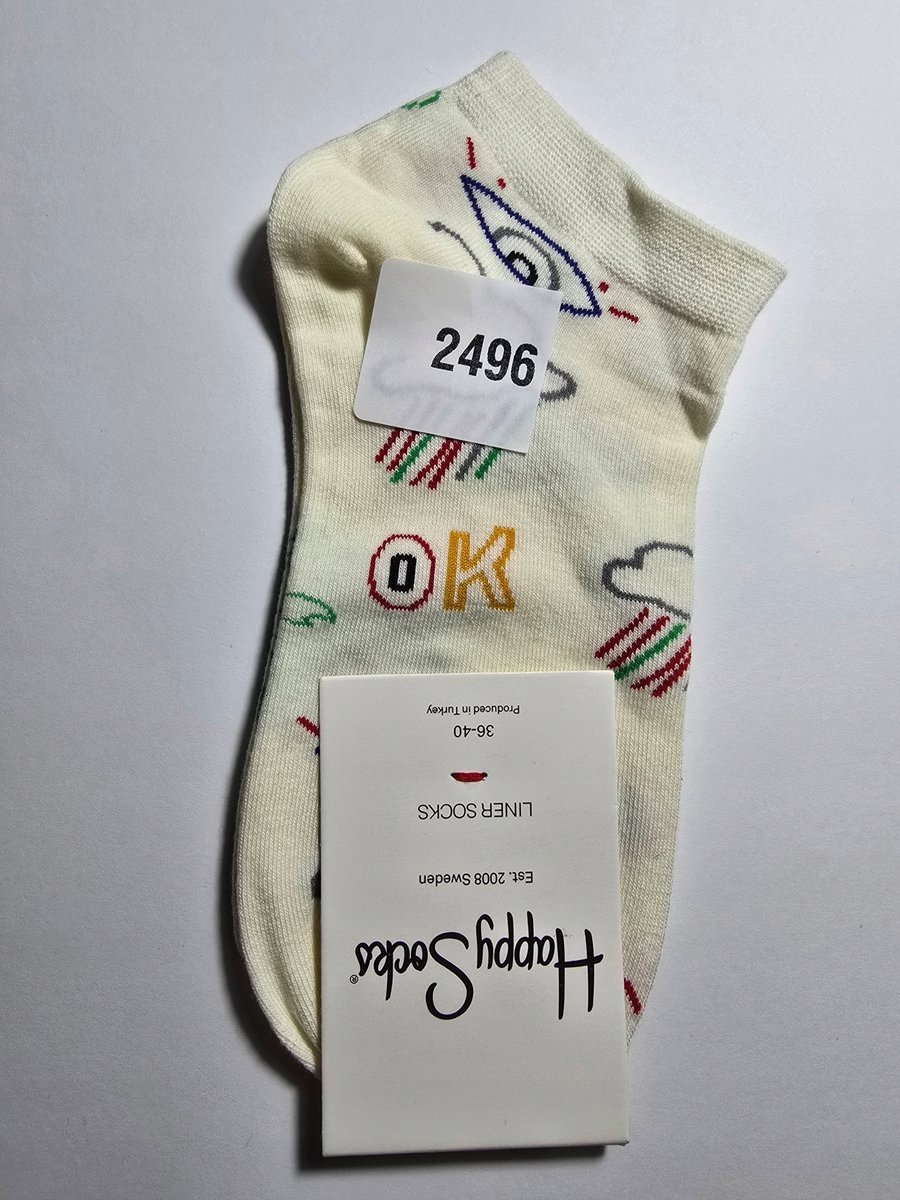 2496
OK
Happy Socks®
Est. 2008 Sweden
LINER SOCKS
36-40
Produced in Turkey